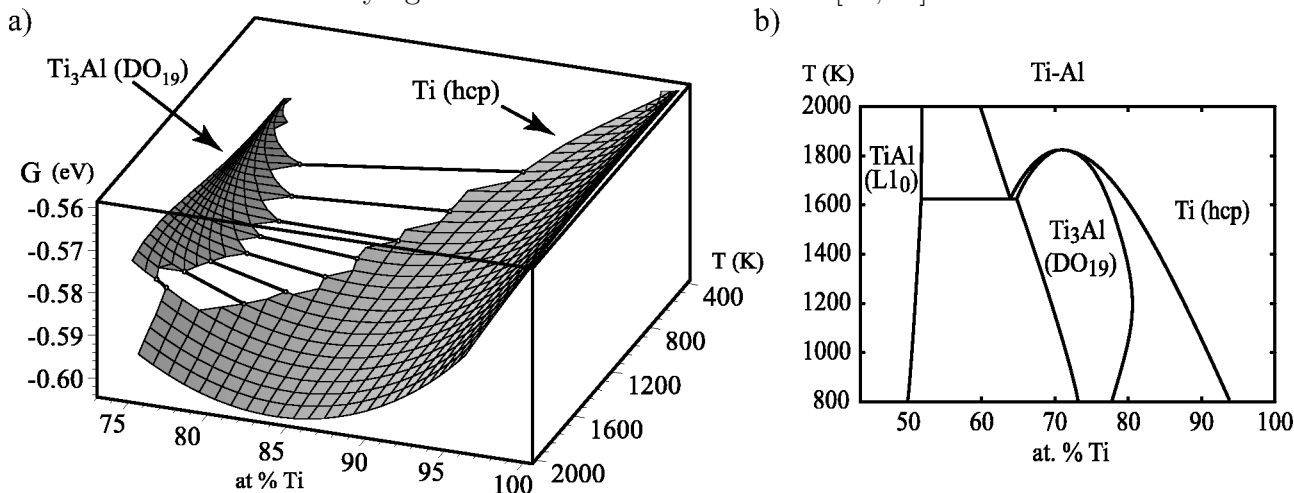 a)
Ti3Al (DO19)
Ti (hcp)
G (eV)
-0.56
-0.57
-0.58
-0.59
-0.60
75
80
85
90
95
100
at % Ti
T (K)
400
800
1200
1600
2000
b)
T (K)
Ti-Al
2000
1800
1600
1400
1200
1000
800
TiAl
(L10)
Ti3Al
(DO19)
Ti (hcp)
50
60
70
80
90
100
at. % Ti